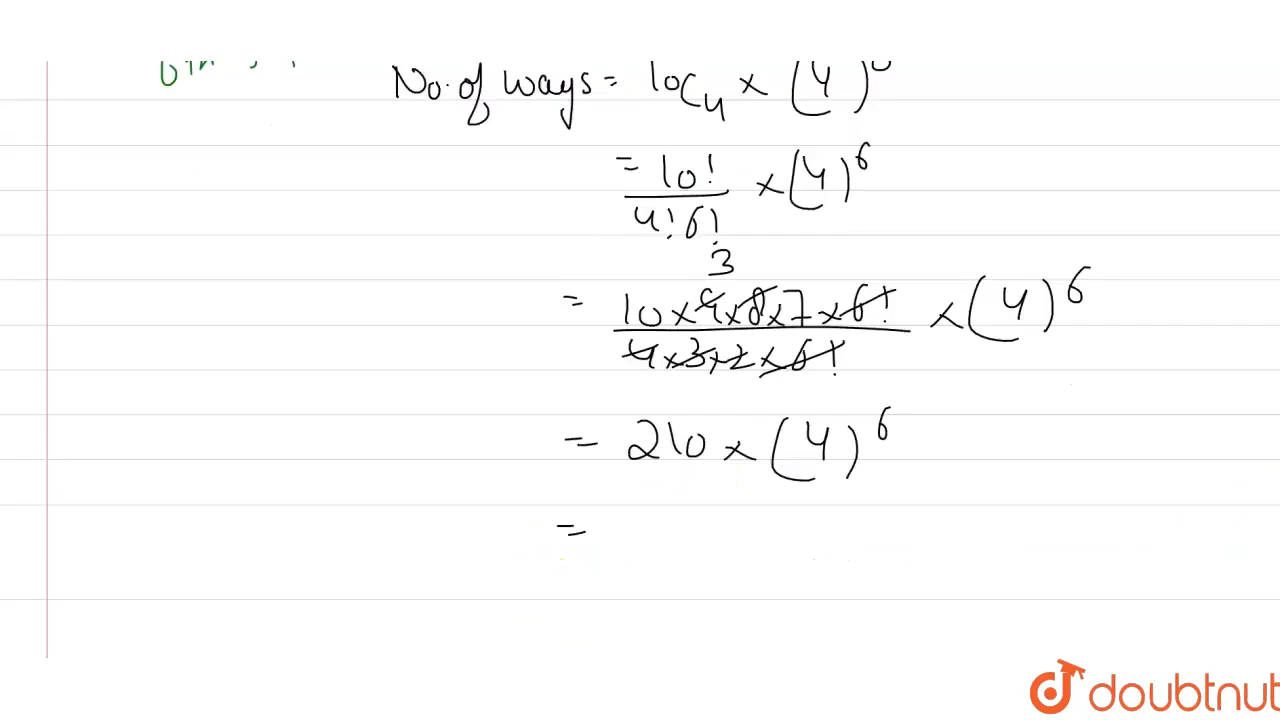 No. of ways = 10C4 × (4)
= 10!/4!6! × (4)^6
3
= 10×9×8×7×6!/4×3×2×6! × (4)^6
= 210 × (4)^6
=
doubtnut